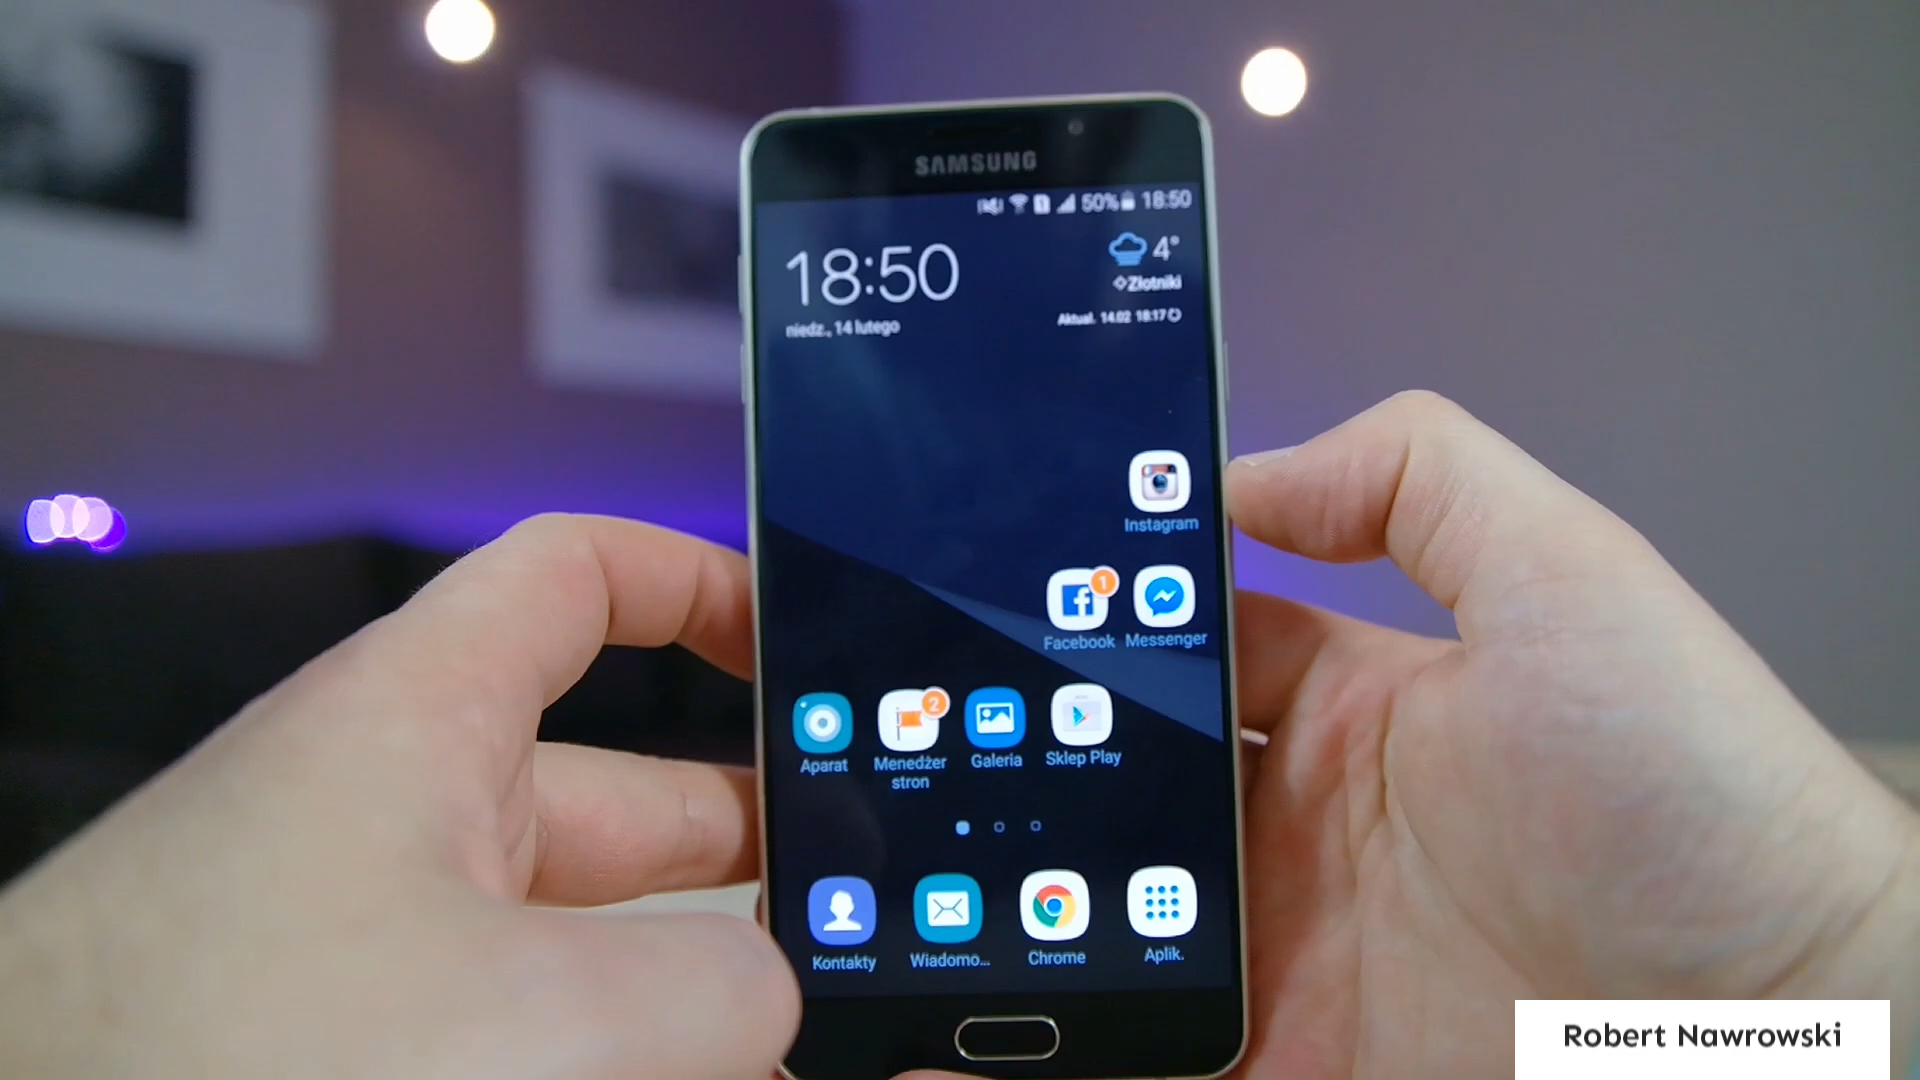 SAMSUNG
50% 18:50
18:50
4°
Złotniki
niedz., 14 lutego
Aktual. 14.02 18:17
Instagram
1
Facebook
Messenger
2
Aparat
Menedżer
stron
Galeria
Sklep Play
Kontakty
Wiadomo...
Chrome
Aplik.
Robert Nawrowski